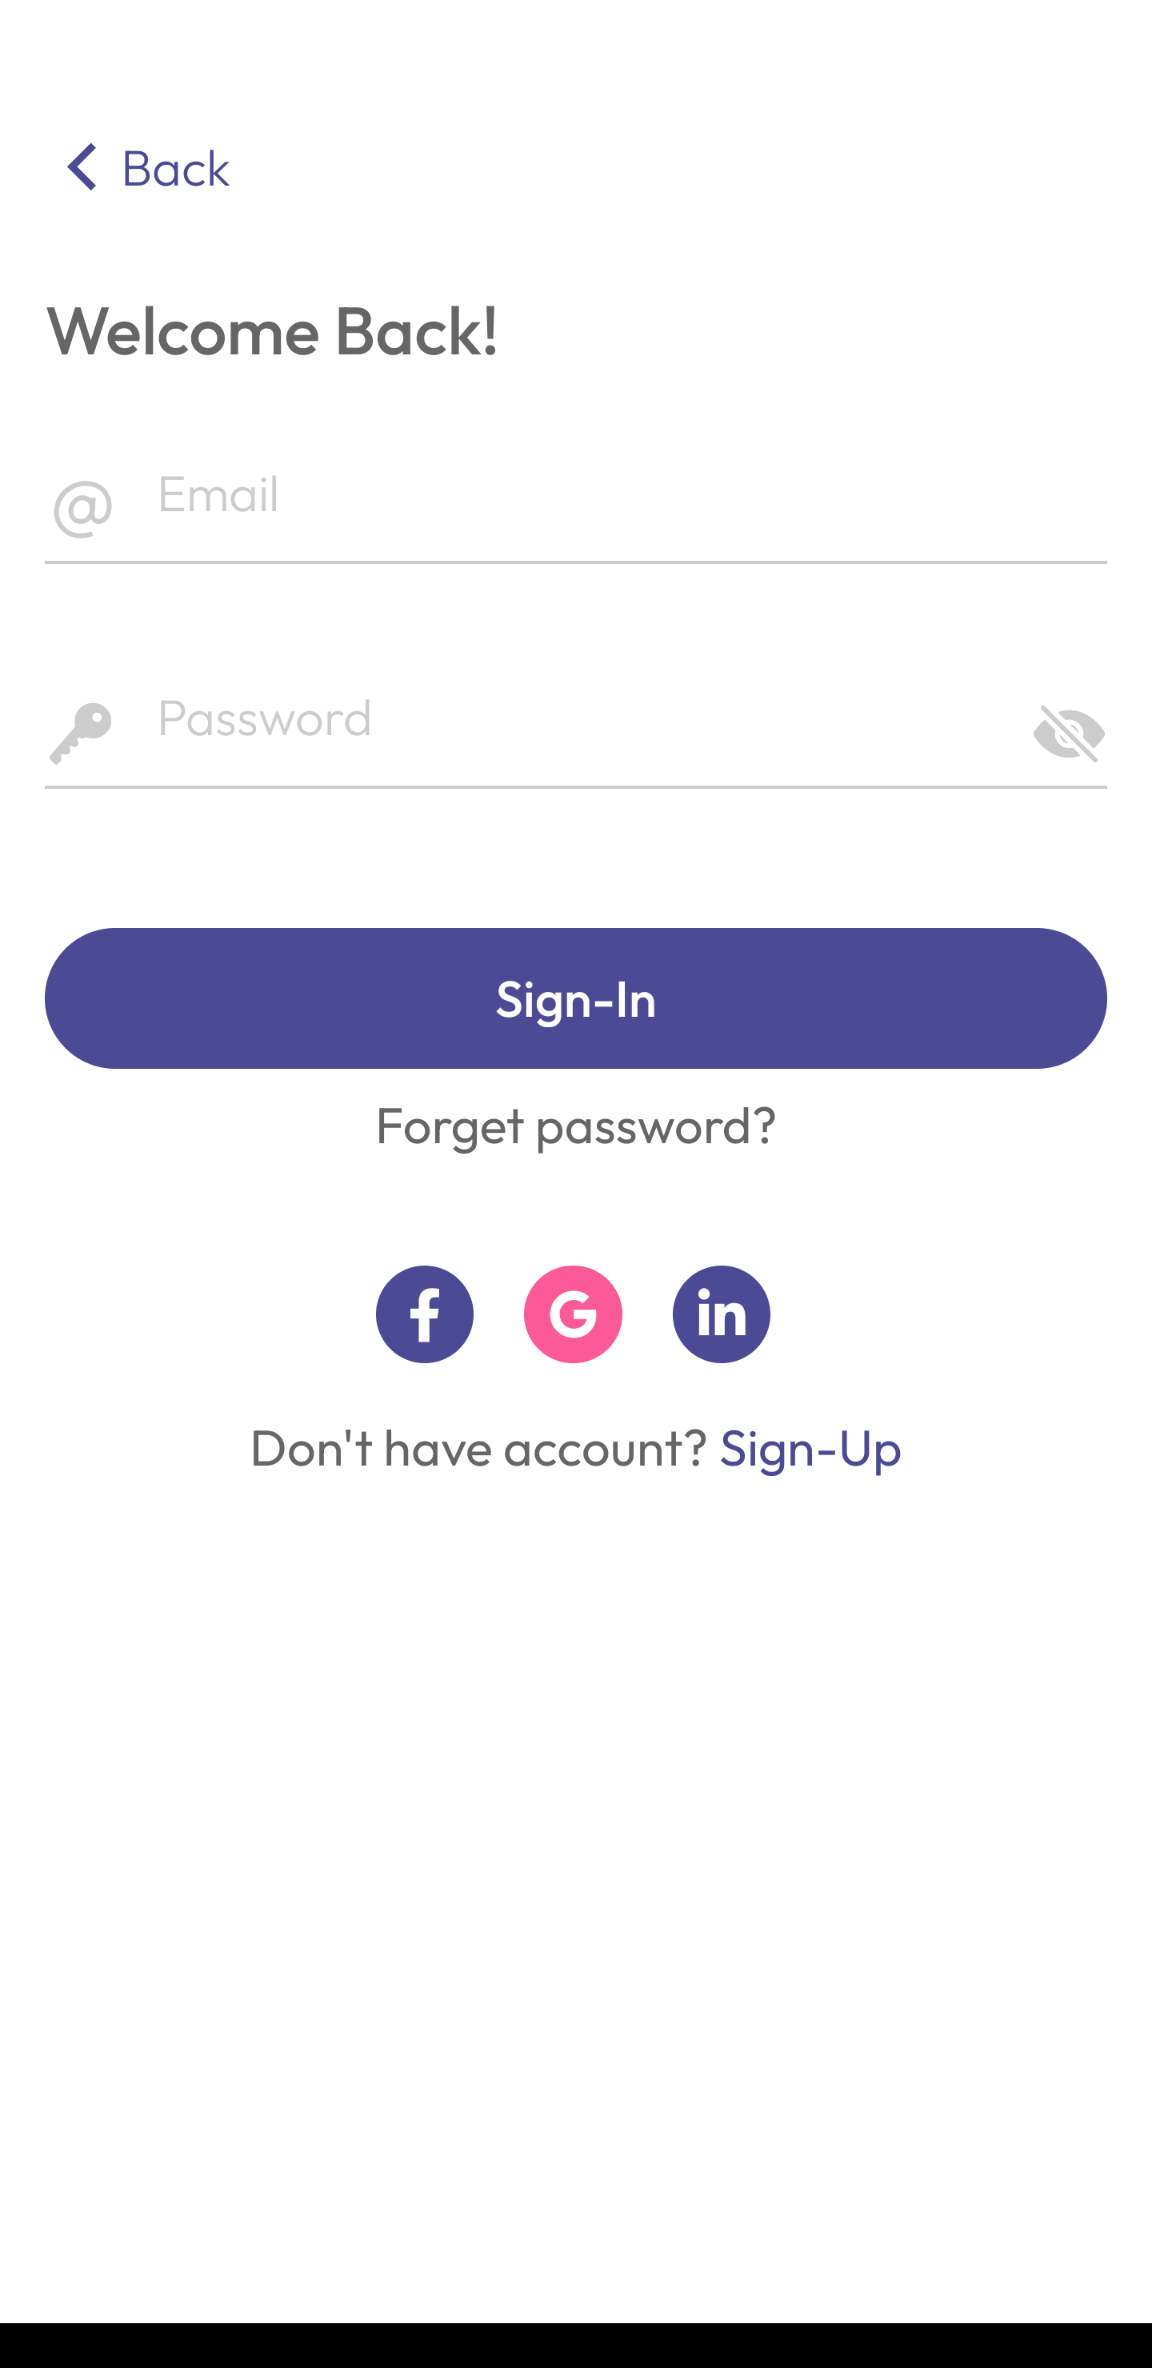 Back
Welcome Back!
@ Email
Password
Sign-In
Forget password?
f G in
Don't have account? Sign-Up